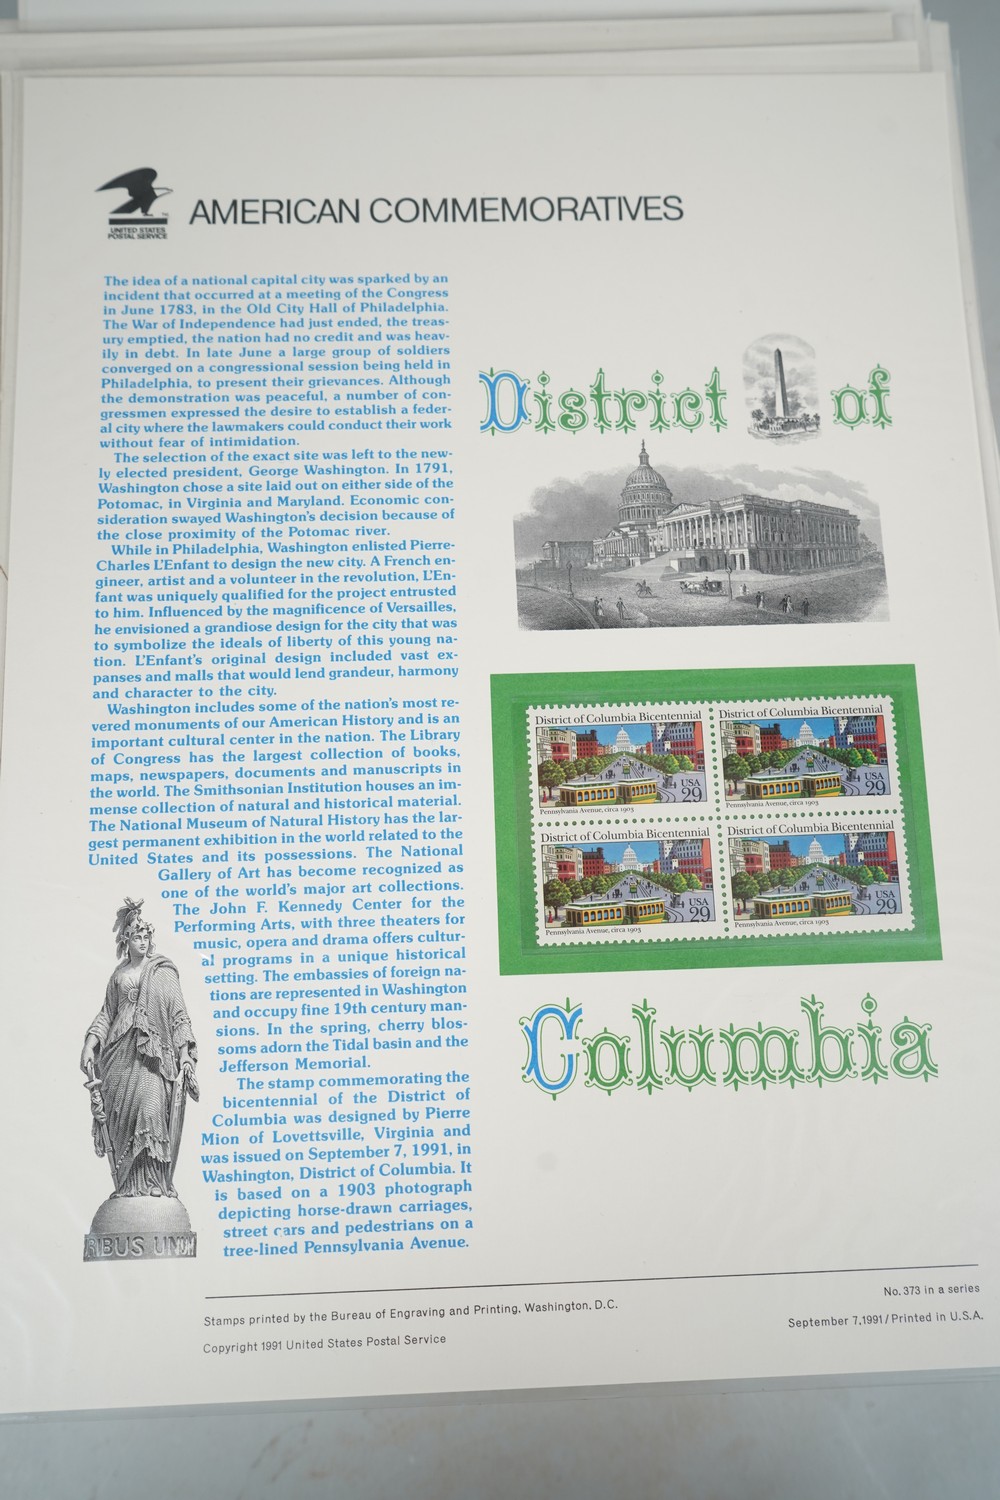 UNITED STATES
POSTAL SERVICE
AMERICAN COMMEMORATIVES
The idea of a national capital city was sparked by an
incident that occurred at a meeting of the Congress
in June 1783, in the Old City Hall of Philadelphia.
The War of Independence had just ended, the treas-
ury emptied, the nation had no credit and was heav-
ily in debt. In late June a large group of soldiers
converged on a congressional session being held in
Philadelphia, to present their grievances. Although
the demonstration was peaceful, a number of con-
gressmen expressed the desire to establish a feder-
al city where the lawmakers could conduct their work
without fear of intimidation.
The selection of the exact site was left to the new-
ly elected president, George Washington. In 1791,
Washington chose a site laid out on either side of the
Potomac, in Virginia and Maryland. Economic con-
sideration swayed Washington's decision because of
the close proximity of the Potomac river.
While in Philadelphia, Washington enlisted Pierre-
Charles L'Enfant to design the new city. A French en-
gineer, artist and a volunteer in the revolution, L'En-
fant was uniquely qualified for the project entrusted
to him. Influenced by the magnificence of Versailles,
he envisioned a grandiose design for the city that was
to symbolize the ideals of liberty of this young na-
tion. L'Enfant's original design included vast ex-
panses and malls that would lend grandeur, harmony
and character to the city.
Washington includes some of the nation's most re-
vered monuments of our American History and is an
important cultural center in the nation. The Library
of Congress has the largest collection of books,
maps, newspapers, documents and manuscripts in
the world. The Smithsonian Institution houses an im-
mense collection of natural and historical material.
The National Museum of Natural History has the lar-
gest permanent exhibition in the world related to the
United States and its possessions. The National
Gallery of Art has become recognized as
one of the world's major art collections.
The John F. Kennedy Center for the
Performing Arts, with three theaters for
music, opera and drama offers cultur-
al programs in a unique historical
setting. The embassies of foreign na-
tions are represented in Washington
and occupy fine 19th century man-
sions. In the spring, cherry blos-
soms adorn the Tidal basin and the
Jefferson Memorial.
The stamp commemorating the
bicentennial of the District of
Columbia was designed by Pierre
Mion of Lovettsville, Virginia and
was issued on September 7, 1991, in
Washington, District of Columbia. It
is based on a 1903 photograph
depicting horse-drawn carriages,
street cars and pedestrians on a
tree-lined Pennsylvania Avenue.
RIBUS UNUM
District of
District of Columbia Bicentennial
USA
29
Pennsylvania Avenue, circa 1903
District of Columbia Bicentennial
USA
29
Pennsylvania Avenue, circa 1903
District of Columbia Bicentennial
USA
29
Pennsylvania Avenue, circa 1903
District of Columbia Bicentennial
USA
29
Pennsylvania Avenue, circa 1903
Columbia
Stamps printed by the Bureau of Engraving and Printing, Washington, D.C.
Copyright 1991 United States Postal Service
No. 373 in a series
September 7, 1991/Printed in U.S.A.